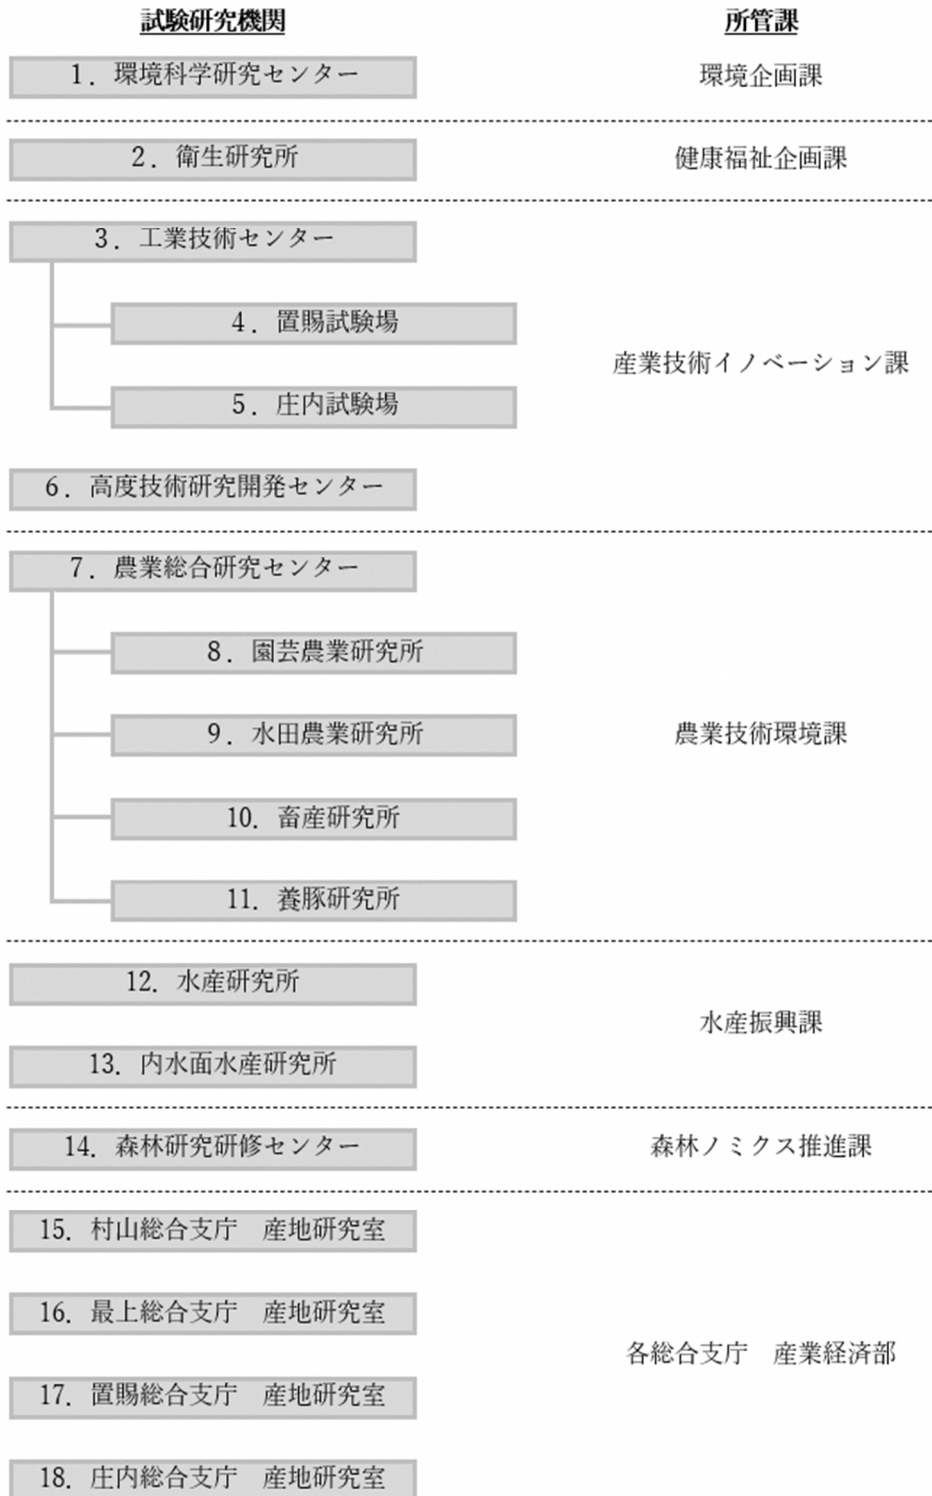 試験研究機関 所管課
1．環境科学研究センター 環境企画課
2．衛生研究所 健康福祉企画課
3．工業技術センター
4．置賜試験場
産業技術イノベーション課
5．庄内試験場
6．高度技術研究開発センター
7．農業総合研究センター
8．園芸農業研究所
9．水田農業研究所 農業技術環境課
10．畜産研究所
11．養豚研究所
12．水産研究所
水産振興課
13．内水面水産研究所
14．森林研究研修センター 森林ノミクス推進課
15．村山総合支庁　産地研究室
16．最上総合支庁　産地研究室
各総合支庁　産業経済部
17．置賜総合支庁　産地研究室
18．庄内総合支庁　産地研究室